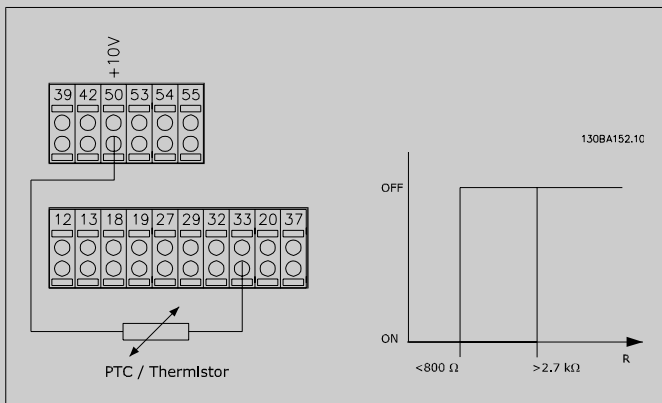 +10V
39 42 50 53 54 55
130BA152.10
OFF
12 13 18 19 27 29 32 33 20 37
ON
R
<800 Ω >2.7 kΩ
PTC / Thermistor